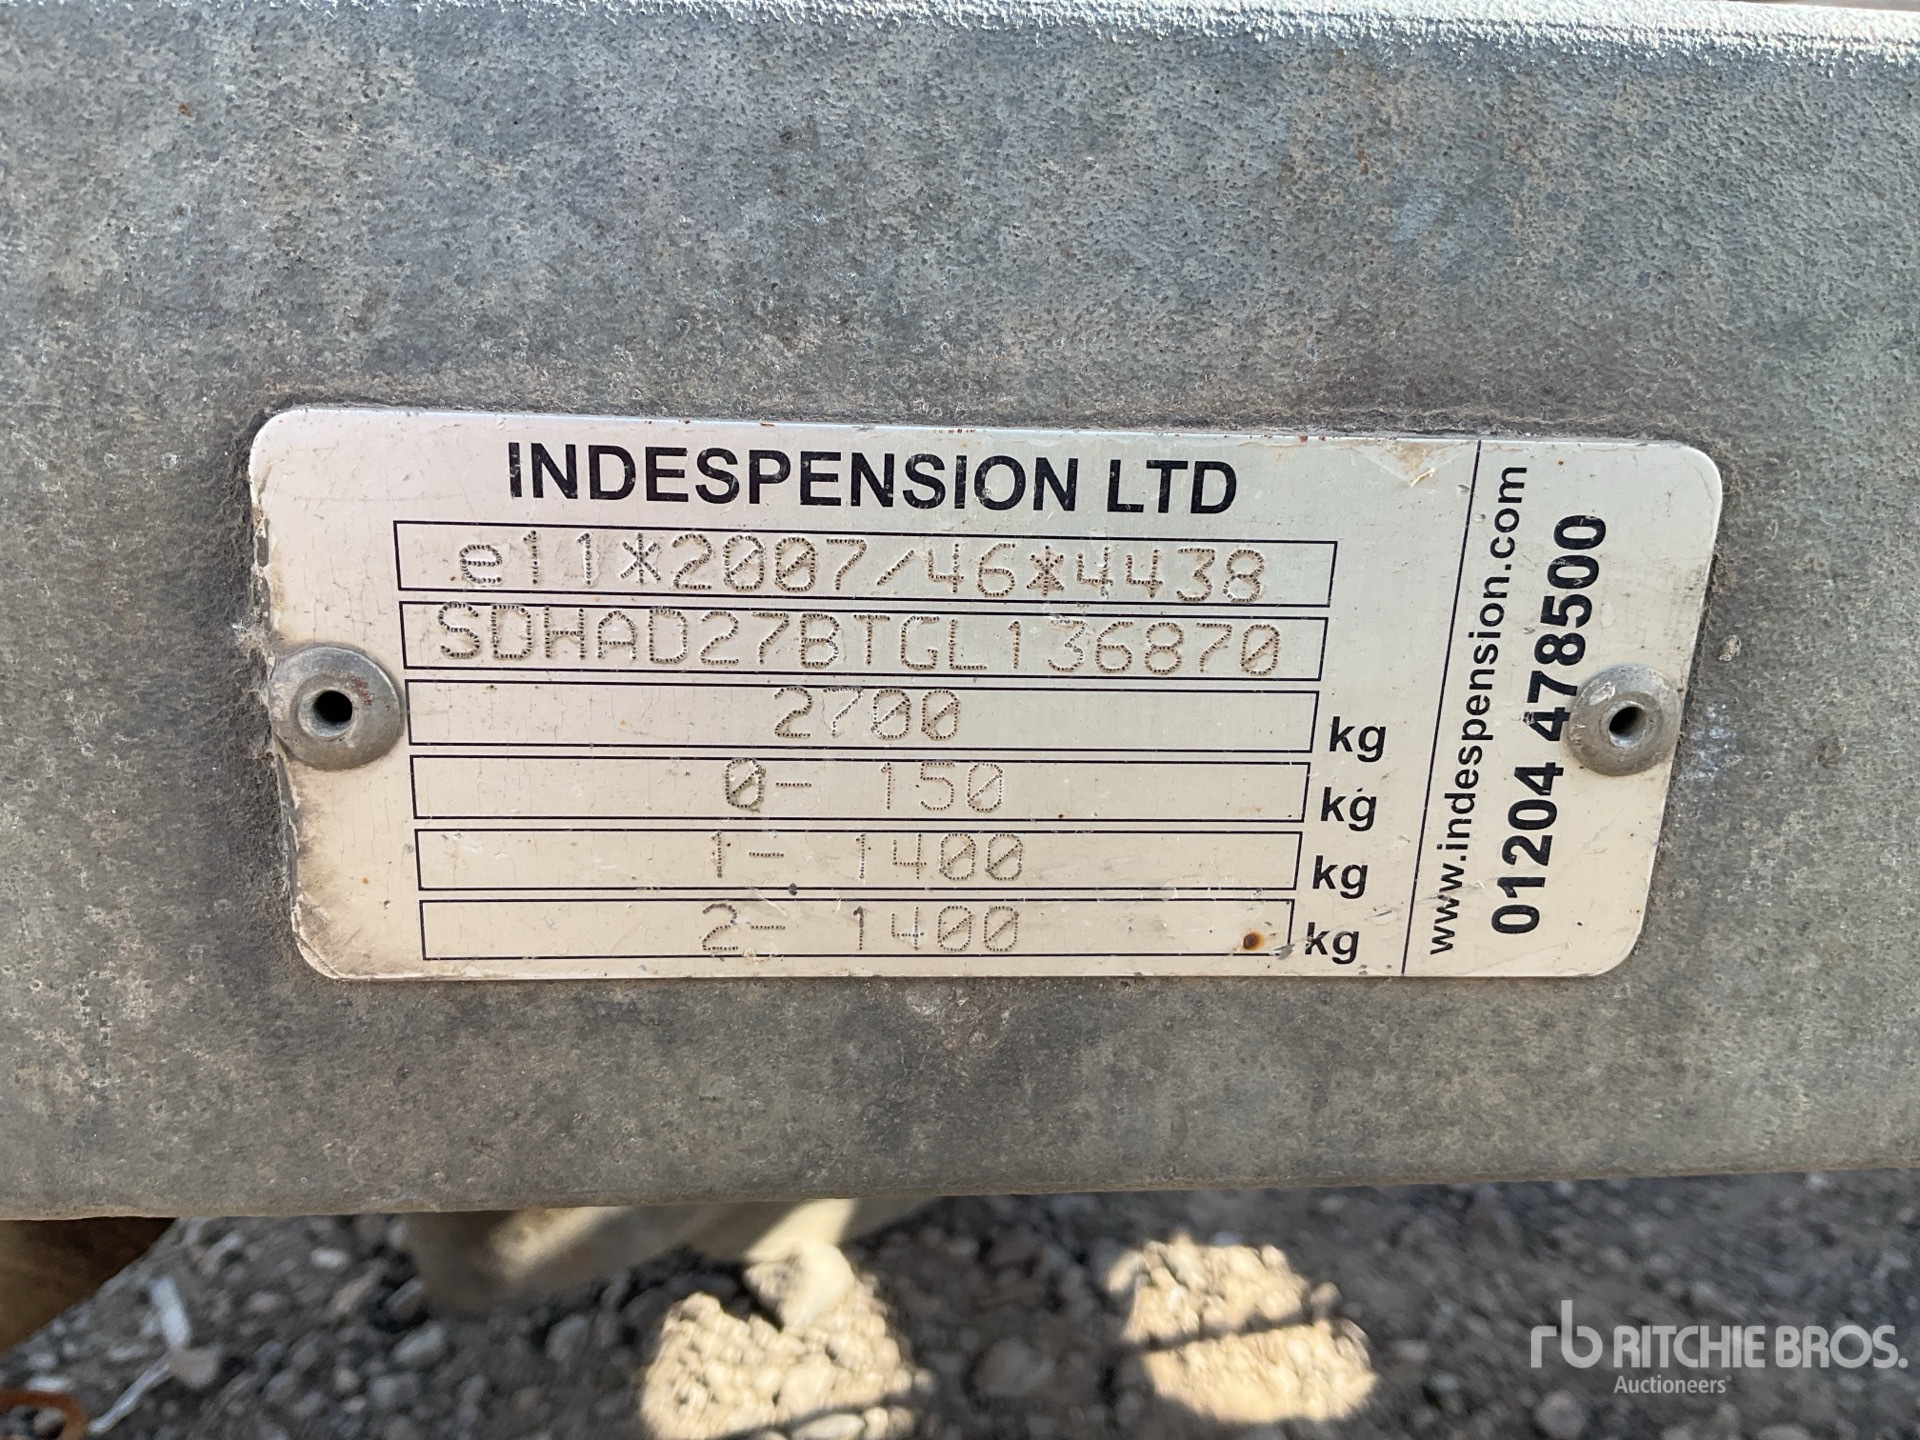 INDESPENSION LTD
e11*2007/46*4438
SDHAD27BTGL136870
2700 kg
0- 150 kg
1- 1400 kg
2- 1400 kg
www.indespension.com
01204 478500
rb RITCHIE BROS.
Auctioneers